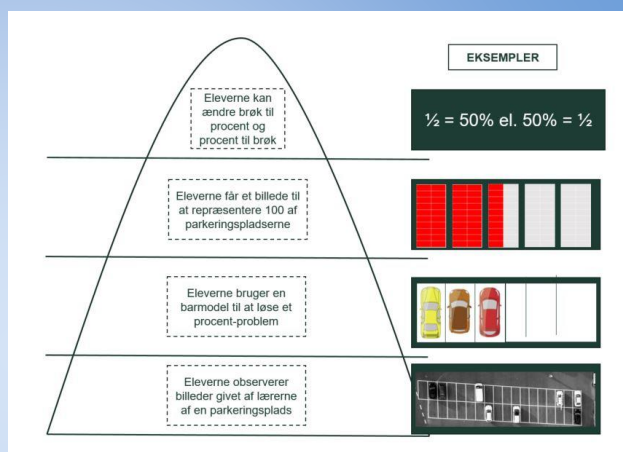 EKSEMPLER
Eleverne kan
ændre brøk til
procent og
procent til brøk
½ = 50% el. 50% = ½
Eleverne får et billede til
at repræsentere 100 af
parkeringspladserne
Eleverne bruger en
barmodel til at løse et
procent-problem
Eleverne observerer
billeder givet af lærerne
af en parkeringsplads